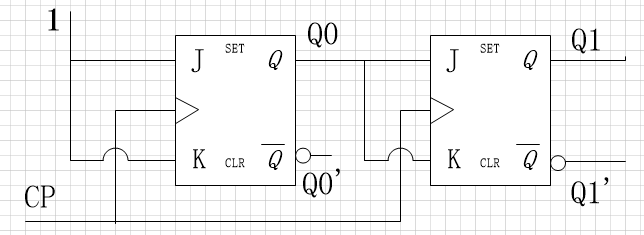 1
Q0
Q1
J SET Q
J SET Q
K CLR Q̅
K CLR Q̅
Q0'
Q1'
CP